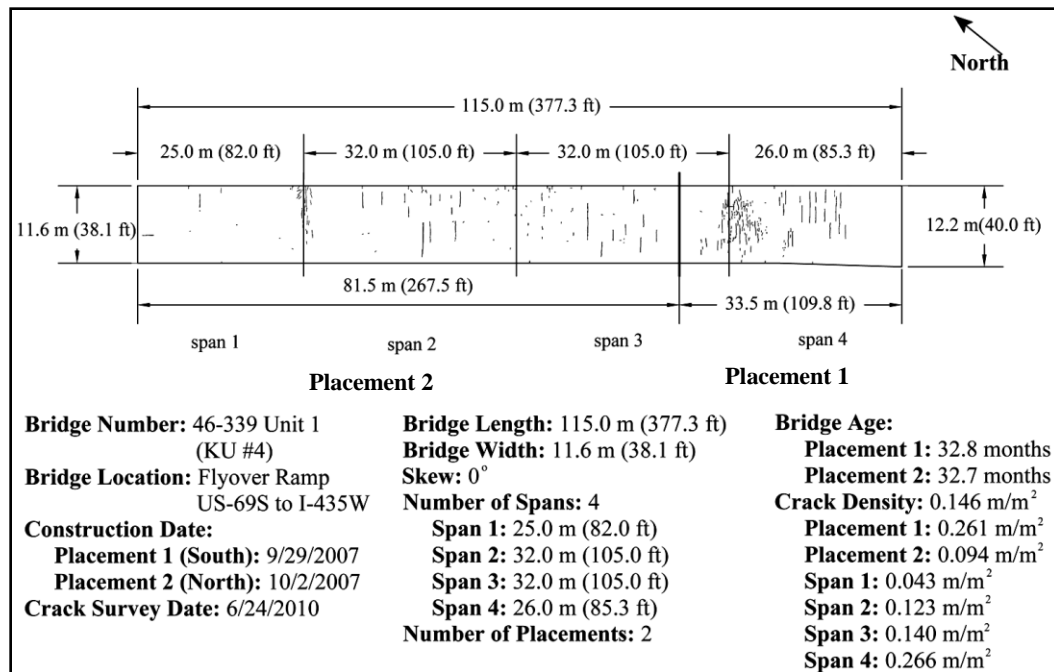 North
115.0 m (377.3 ft)
25.0 m (82.0 ft)
32.0 m (105.0 ft)
32.0 m (105.0 ft)
26.0 m (85.3 ft)
11.6 m (38.1 ft)
12.2 m(40.0 ft)
81.5 m (267.5 ft)
33.5 m (109.8 ft)
span 1
span 2
span 3
span 4
Placement 2
Placement 1
Bridge Number: 46-339 Unit 1
(KU #4)
Bridge Location: Flyover Ramp
US-69S to I-435W
Construction Date:
Placement 1 (South): 9/29/2007
Placement 2 (North): 10/2/2007
Crack Survey Date: 6/24/2010
Bridge Length: 115.0 m (377.3 ft)
Bridge Width: 11.6 m (38.1 ft)
Skew: 0°
Number of Spans: 4
Span 1: 25.0 m (82.0 ft)
Span 2: 32.0 m (105.0 ft)
Span 3: 32.0 m (105.0 ft)
Span 4: 26.0 m (85.3 ft)
Number of Placements: 2
Bridge Age:
Placement 1: 32.8 months
Placement 2: 32.7 months
Crack Density: 0.146 m/m²
Placement 1: 0.261 m/m²
Placement 2: 0.094 m/m²
Span 1: 0.043 m/m²
Span 2: 0.123 m/m²
Span 3: 0.140 m/m²
Span 4: 0.266 m/m²